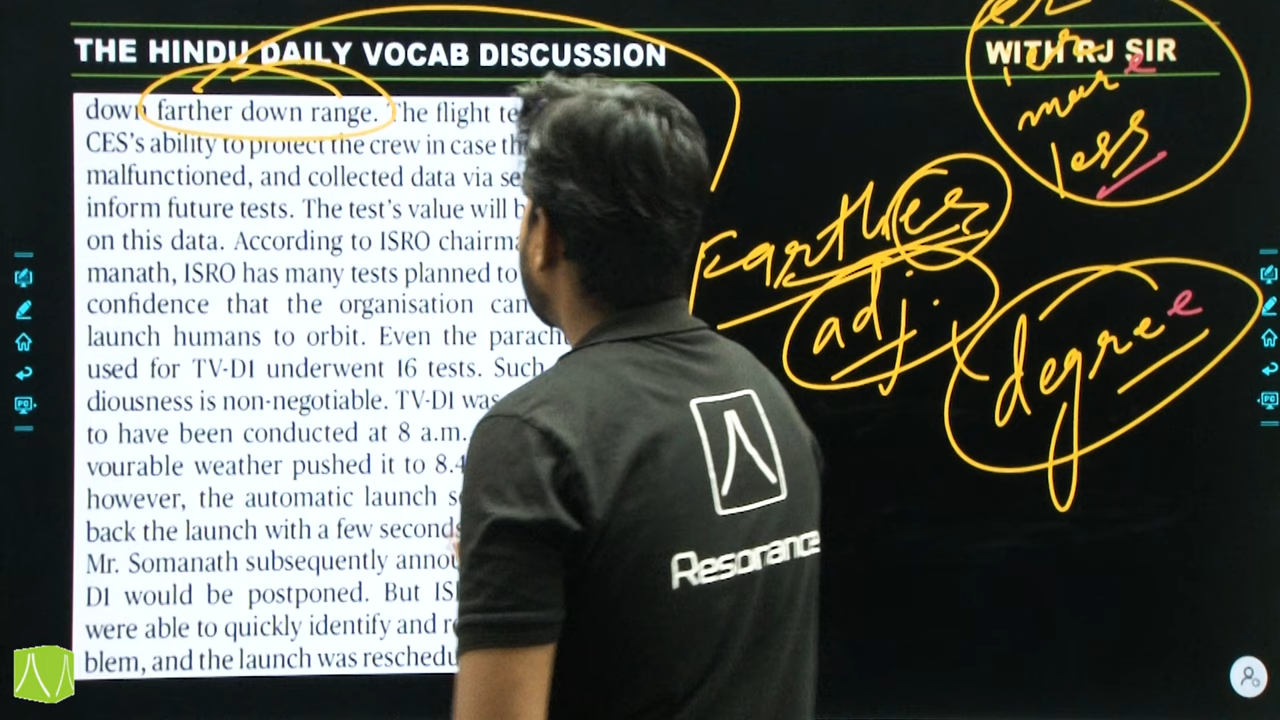 THE HINDU DAILY VOCAB DISCUSSION
WITH RJ SIR
down farther down range. The flight te
CES's ability to protect the crew in case th
malfunctioned, and collected data via se
inform future tests. The test's value will b
on this data. According to ISRO chairma
manath, ISRO has many tests planned to
confidence that the organisation can
launch humans to orbit. Even the parach
used for TV-D1 underwent 16 tests. Such
diousness is non-negotiable. TV-D1 was
to have been conducted at 8 a.m.
vourable weather pushed it to 8.4
however, the automatic launch s
back the launch with a few seconds
Mr. Somanath subsequently annou
D1 would be postponed. But IS
were able to quickly identify and r
blem, and the launch was reschedu
er
ier
more
less
Farther
adj.
degree
Resonance